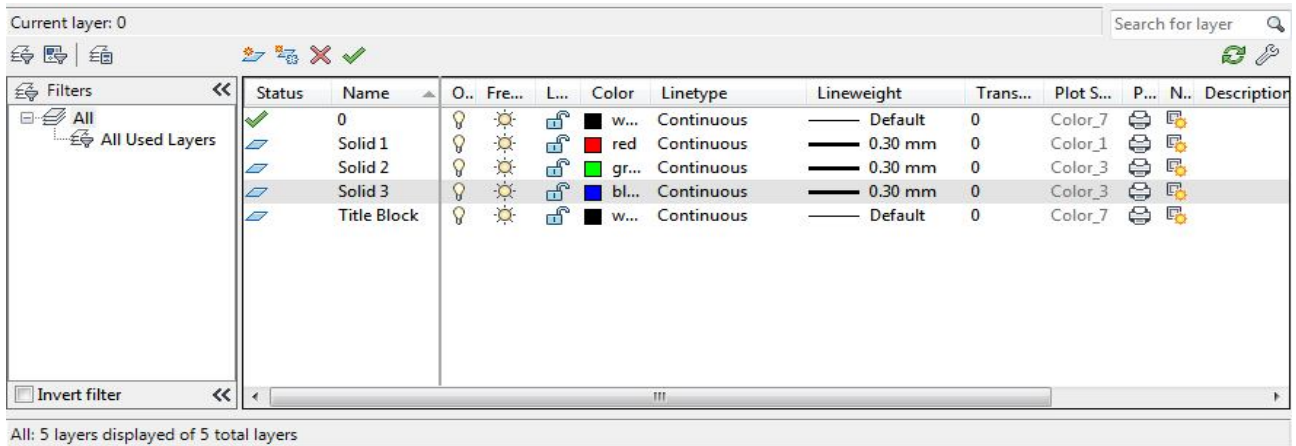 Current layer: 0
Search for layer
Filters
All
All Used Layers
Invert filter
Status Name O.. Fre... L... Color Linetype Lineweight Trans... Plot S... P... N.. Description
0 w... Continuous Default 0 Color_7
Solid 1 red Continuous 0.30 mm 0 Color_1
Solid 2 gr... Continuous 0.30 mm 0 Color_3
Solid 3 bl... Continuous 0.30 mm 0 Color_3
Title Block w... Continuous Default 0 Color_7
All: 5 layers displayed of 5 total layers